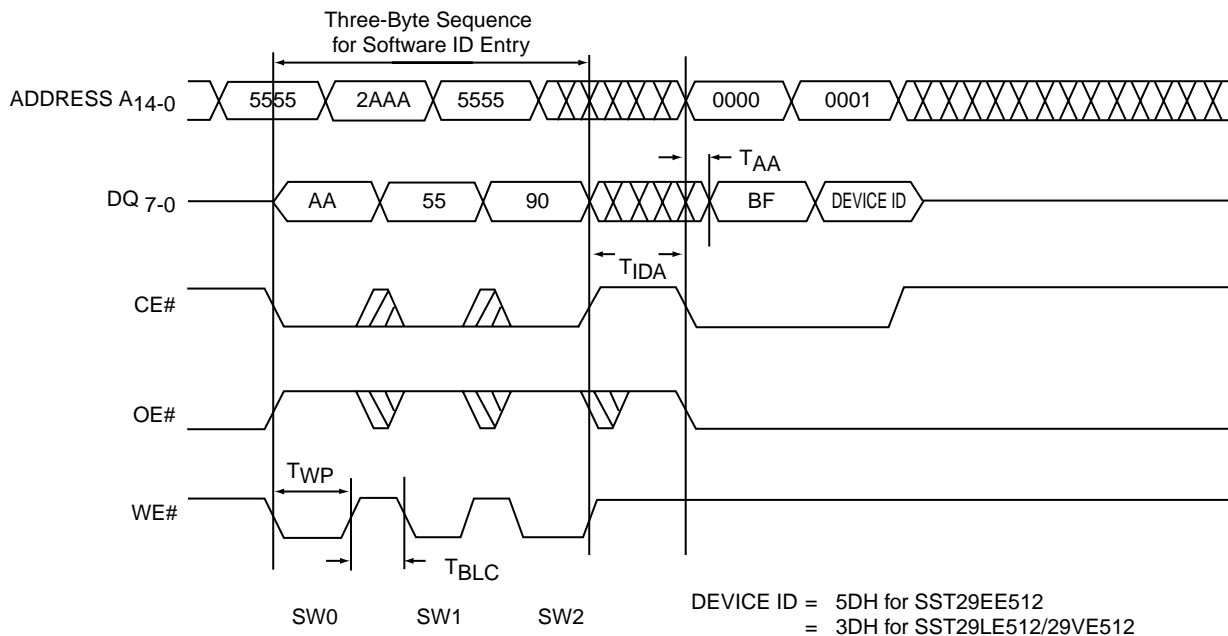 Three-Byte Sequence
for Software ID Entry
ADDRESS A14-0
5555
2AAA
5555
0000
0001
TAA
DQ 7-0
AA
55
90
BF
DEVICE ID
TIDA
CE#
OE#
TWP
WE#
TBLC
SW0
SW1
SW2
DEVICE ID = 5DH for SST29EE512
= 3DH for SST29LE512/29VE512